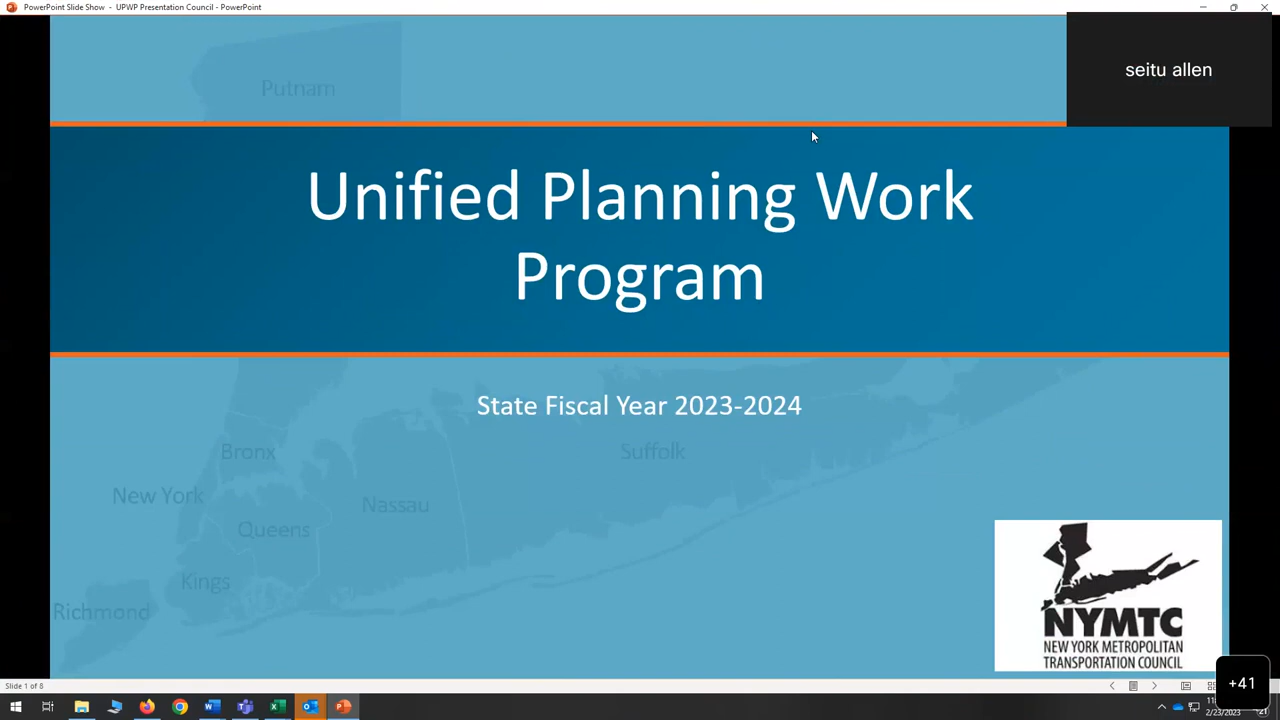 PowerPoint Slide Show - UPWP Presentation Council - PowerPoint
seitu allen
Putnam
Unified Planning Work
Program
State Fiscal Year 2023-2024
Bronx
Suffolk
New York
Nassau
Queens
Kings
Richmond
NYMTC
NEW YORK METROPOLITAN
TRANSPORTATION COUNCIL
Slide 1 of 8
+41
2/23/2023